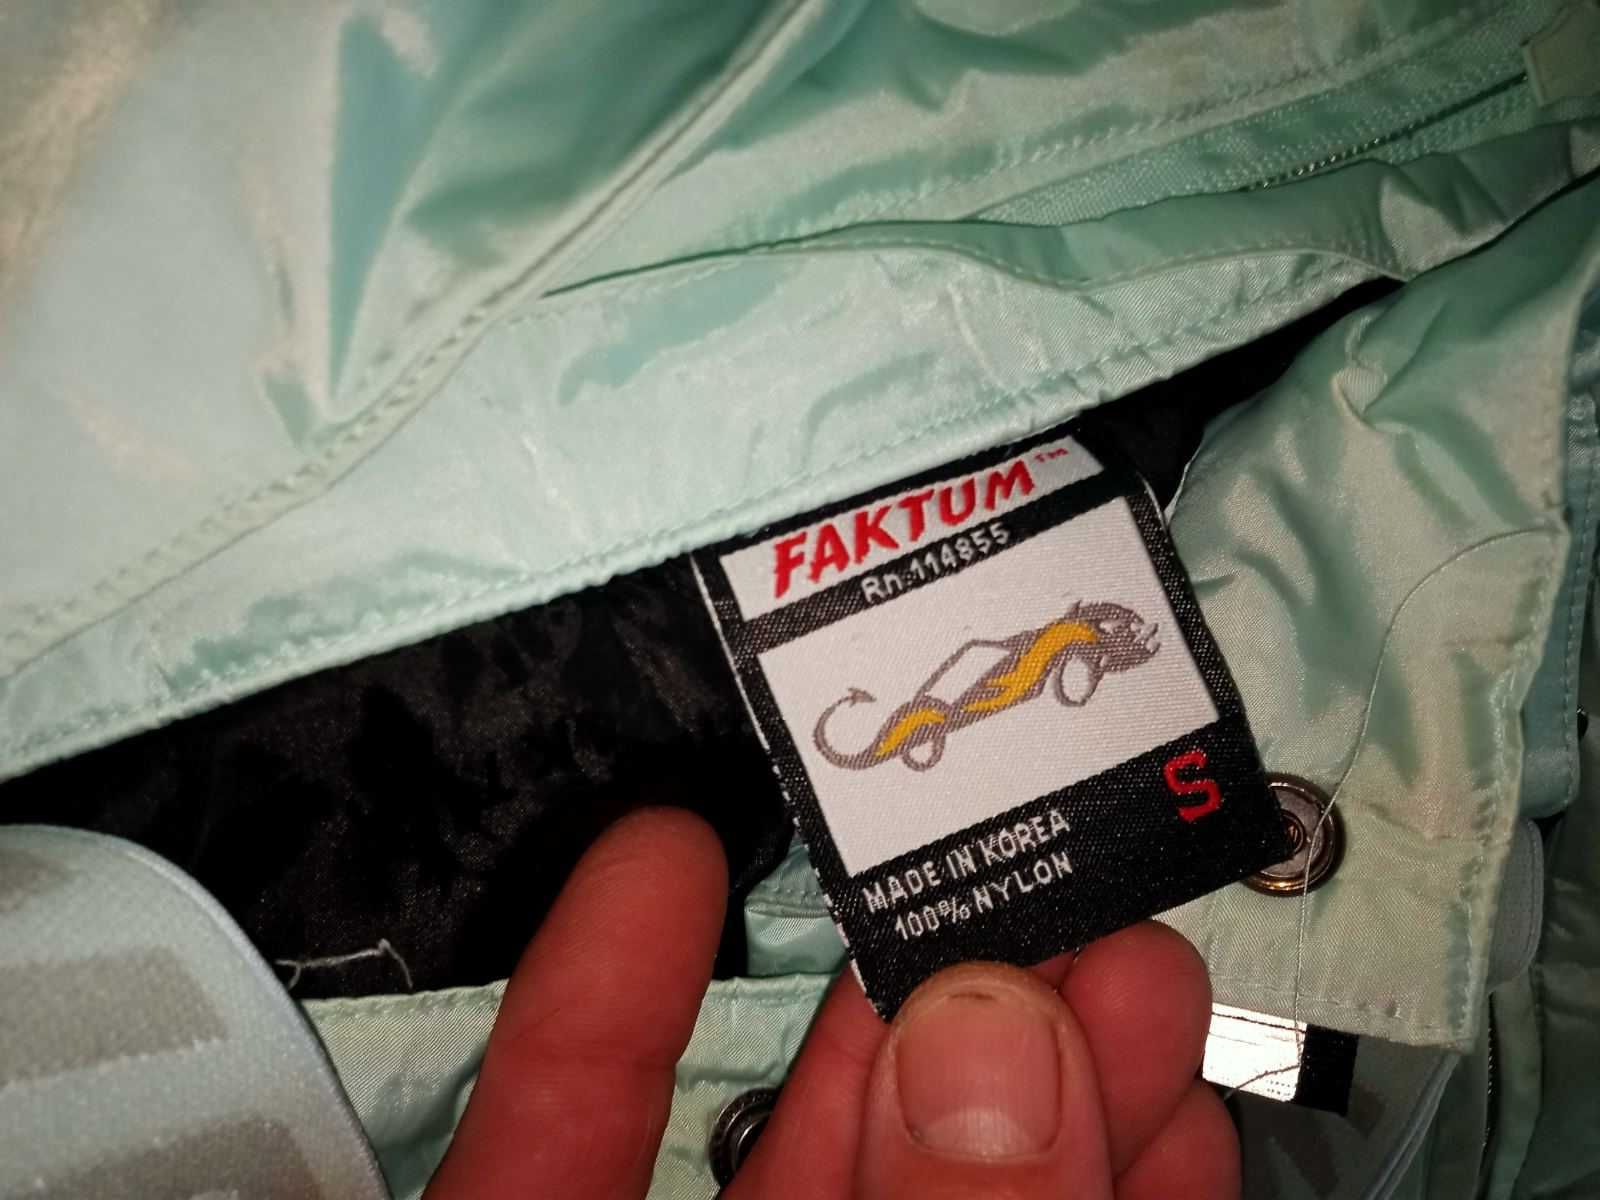 FAKTUM™
Rn 114855
S
MADE IN KOREA
100% NYLON